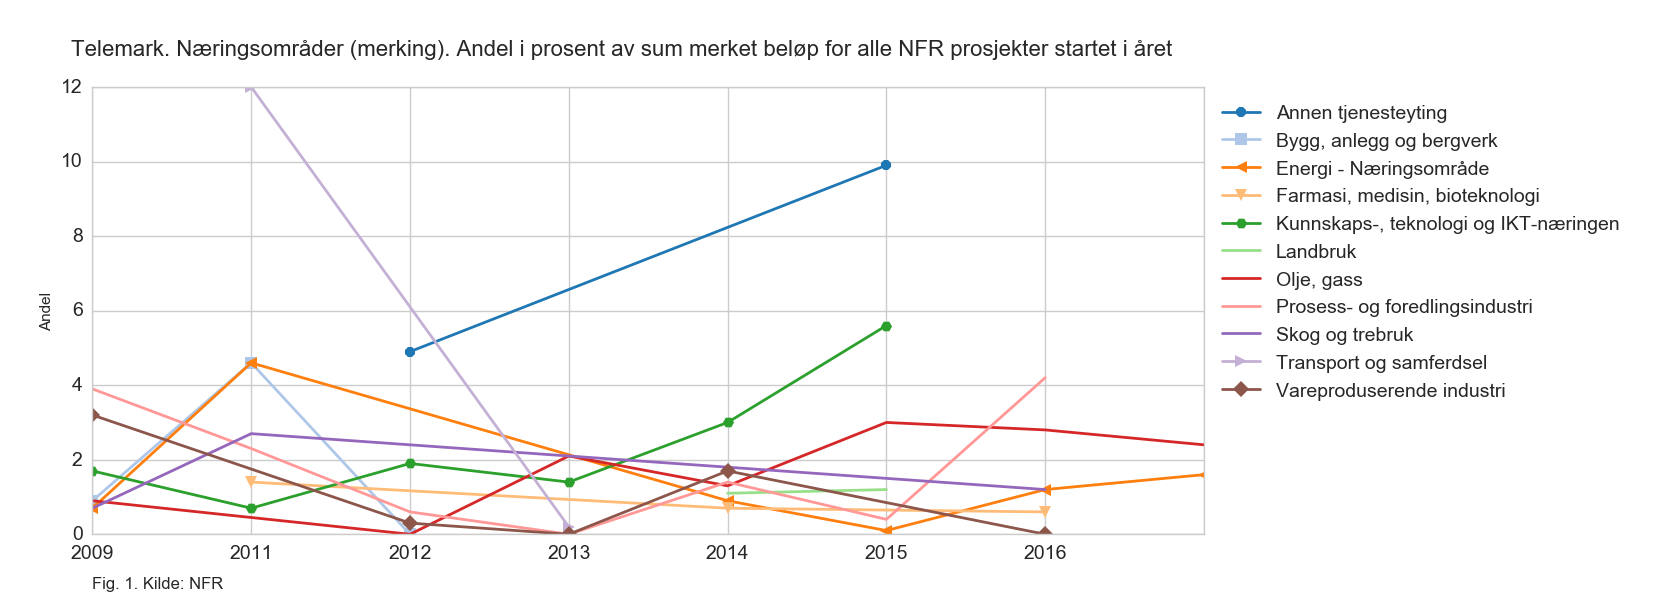 Telemark. Næringsområder (merking). Andel i prosent av sum merket beløp for alle NFR prosjekter startet i året
12
10
8
6
4
2
0
Andel
2009 2011 2012 2013 2014 2015 2016
Annen tjenesteyting
Bygg, anlegg og bergverk
Energi - Næringsområde
Farmasi, medisin, bioteknologi
Kunnskaps-, teknologi og IKT-næringen
Landbruk
Olje, gass
Prosess- og foredlingsindustri
Skog og trebruk
Transport og samferdsel
Vareproduserende industri
Fig. 1. Kilde: NFR